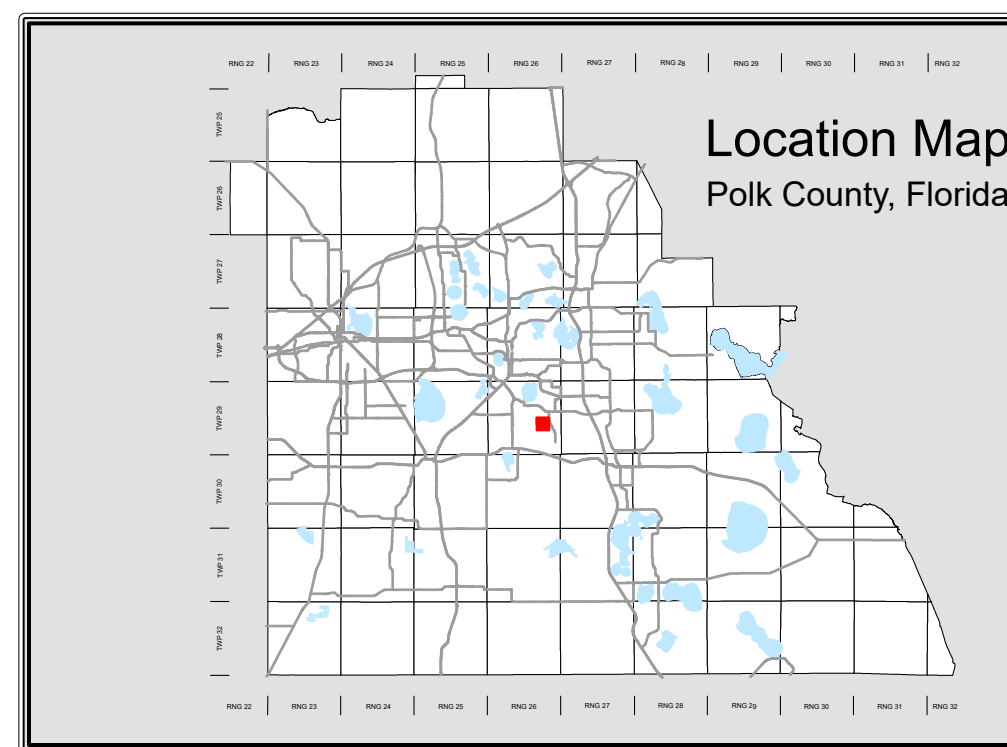 RNG 22 RNG 23 RNG 24 RNG 25 RNG 26 RNG 27 RNG 28 RNG 29 RNG 30 RNG 31 RNG 32
Location Map
Polk County, Florida
TWP 25
TWP 26
TWP 27
TWP 28
TWP 29
TWP 30
TWP 31
TWP 32
RNG 22 RNG 23 RNG 24 RNG 25 RNG 26 RNG 27 RNG 28 RNG 29 RNG 30 RNG 31 RNG 32